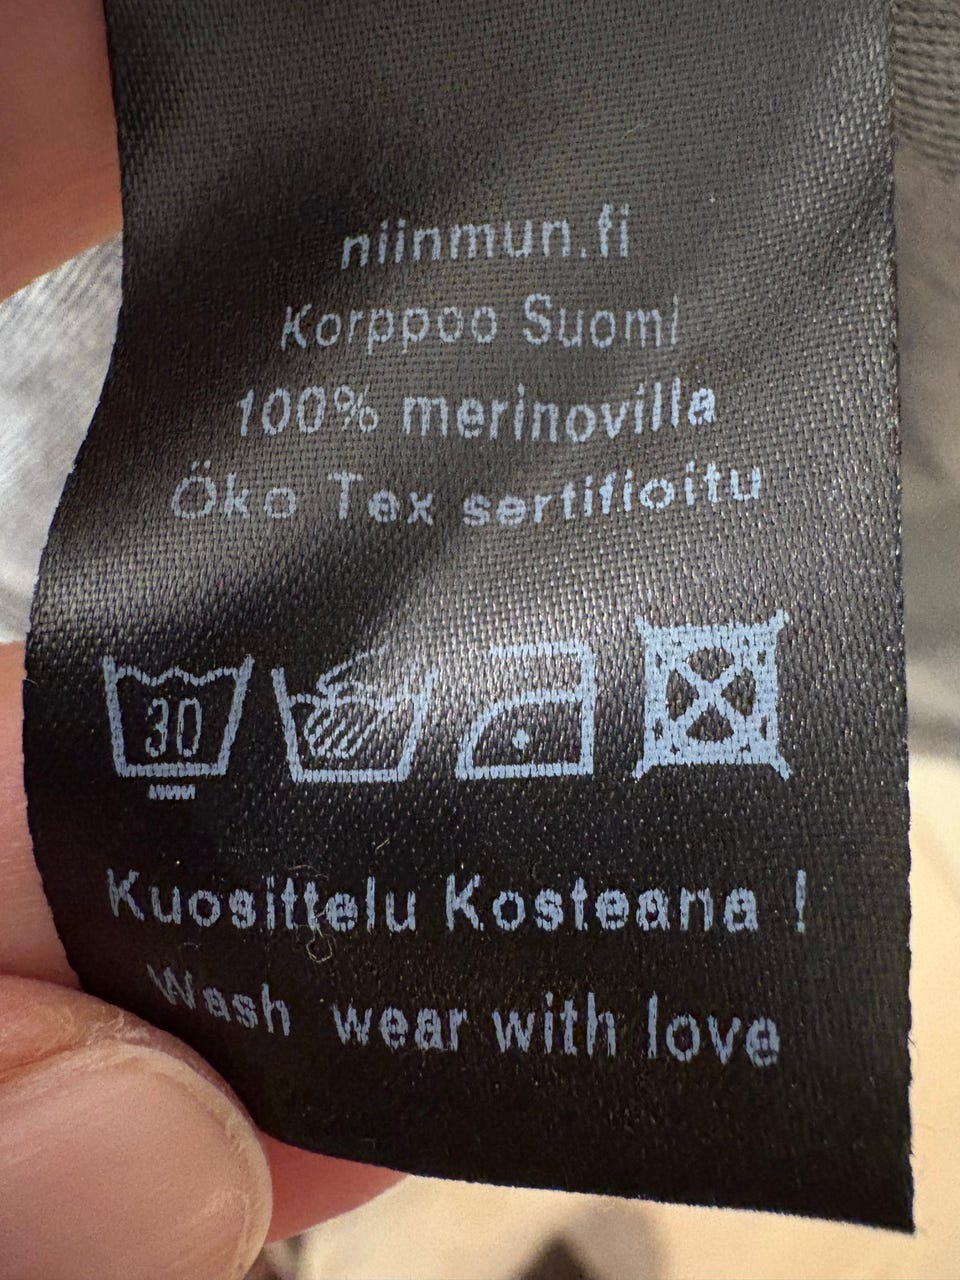 niinmun.fi
Korppoo Suomi
100% merinovilla
Öko Tex sertifioitu
30
Kuosittelu Kosteana !
Wash wear with love